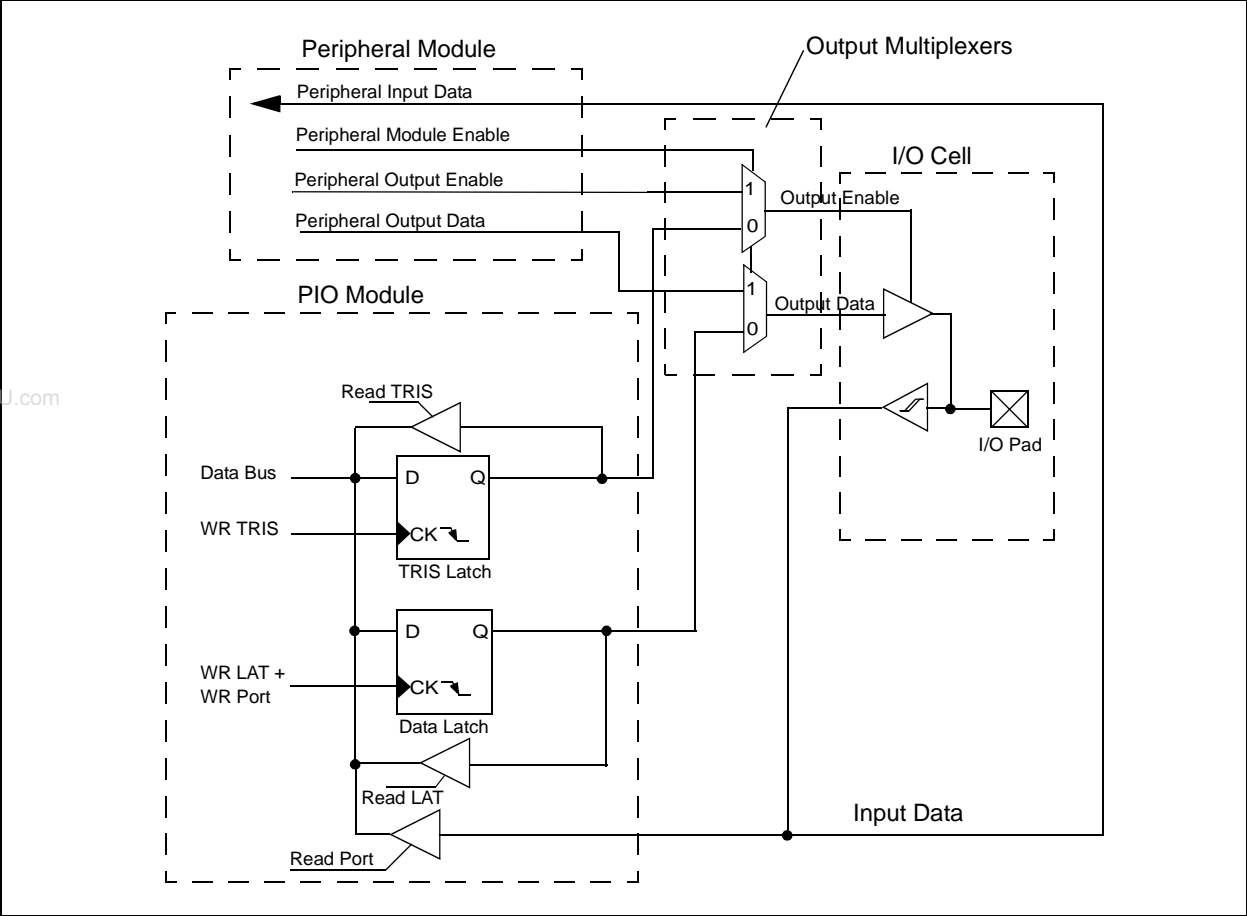 Peripheral Module
Output Multiplexers
Peripheral Input Data
Peripheral Module Enable
I/O Cell
Peripheral Output Enable
1
Output Enable
Peripheral Output Data
0
PIO Module
1
Output Data
0
Read TRIS
U.com
I/O Pad
Data Bus
D
Q
WR TRIS
CK
TRIS Latch
D
Q
WR LAT +
WR Port
CK
Data Latch
Read LAT
Input Data
Read Port